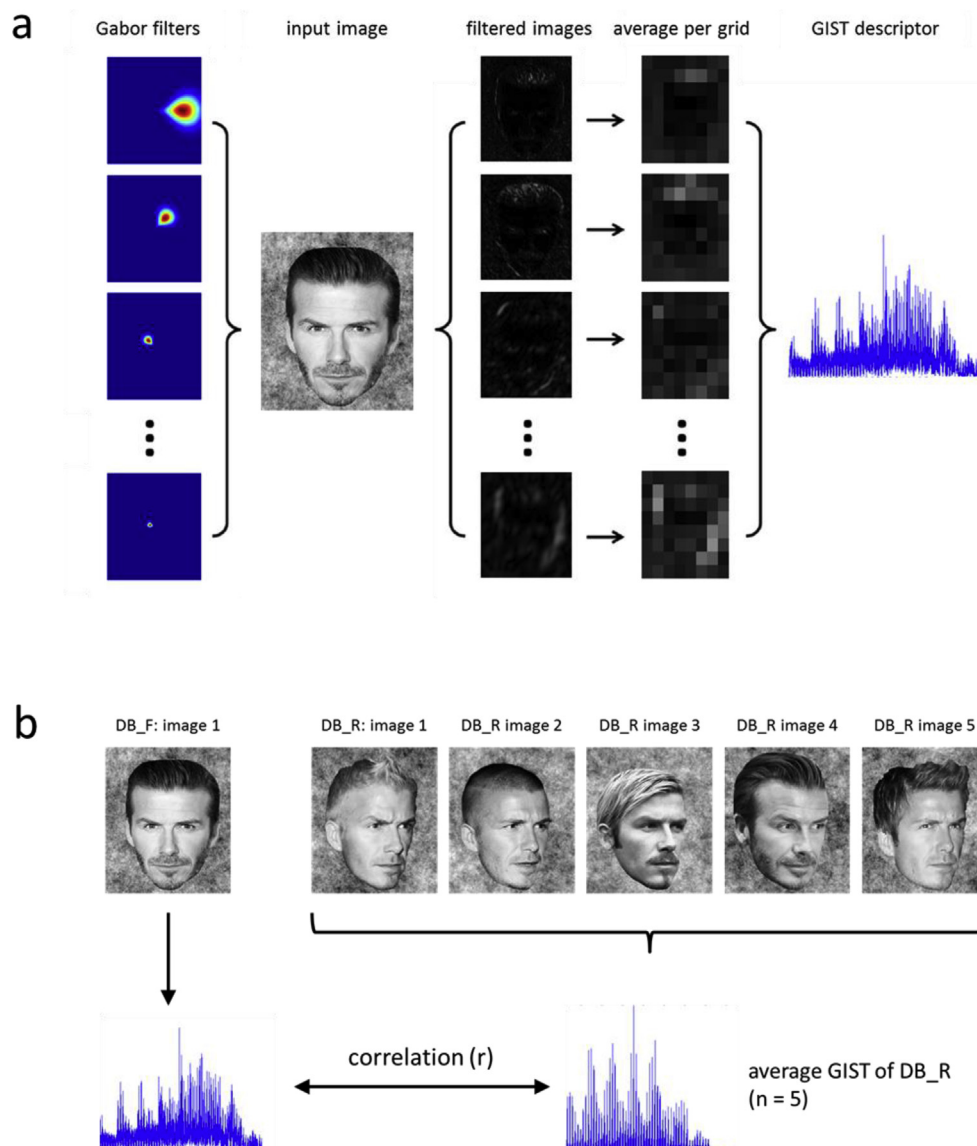 a
Gabor filters
input image
filtered images
average per grid
GIST descriptor
b
DB_F: image 1
DB_R: image 1
DB_R image 2
DB_R image 3
DB_R image 4
DB_R image 5
correlation (r)
average GIST of DB_R
(n = 5)